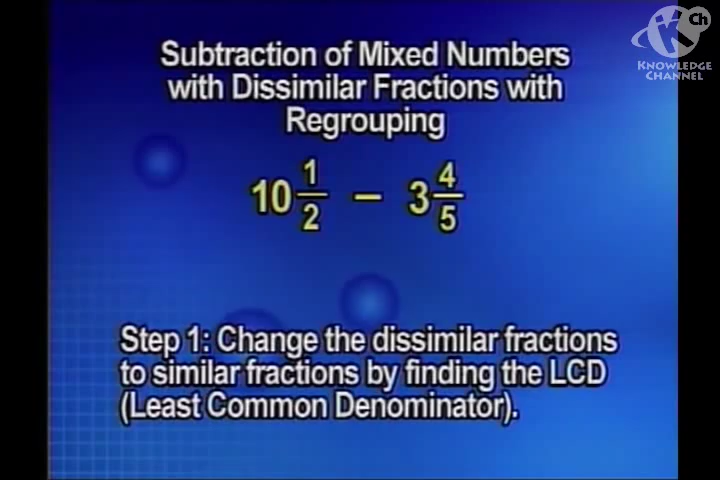 Ch
KNOWLEDGE
CHANNEL
Subtraction of Mixed Numbers
with Dissimilar Fractions with
Regrouping
10 1/2 − 3 4/5
Step 1: Change the dissimilar fractions
to similar fractions by finding the LCD
(Least Common Denominator).